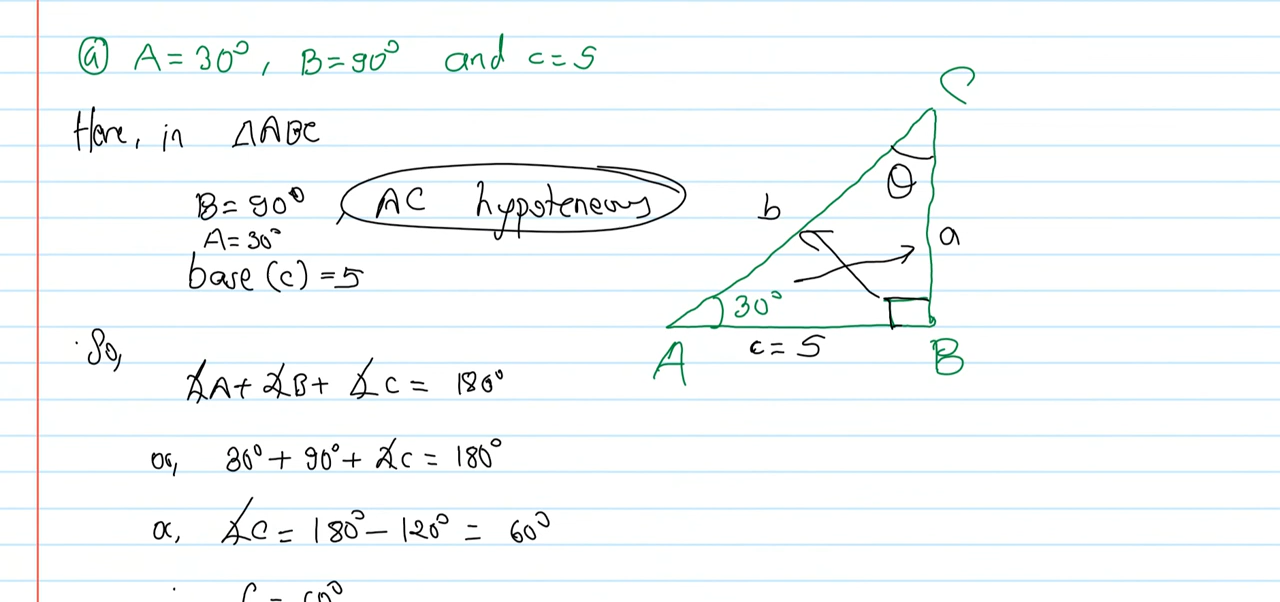 ⓐ A = 30°, B = 90° and c = 5
Here, in ΔABC
B = 90° AC hypoteneous
A = 30°
base (c) = 5
So,
∡A + ∡B + ∡C = 180°
or, 30° + 90° + ∡C = 180°
or, ∡C = 180° – 120° = 60°
C = 60°
C
θ
b
a
30°
A
c = 5
B